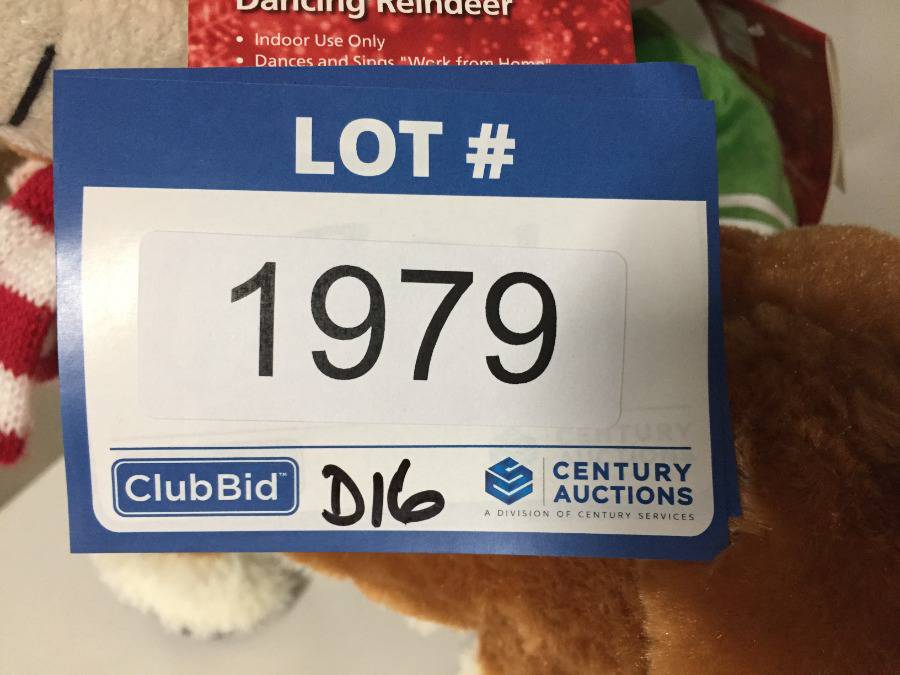 Dancing Reindeer
• Indoor Use Only
• Dances and Sings "Work from Home"
LOT #
1979
ClubBid™
D16
CENTURY
AUCTIONS
A DIVISION OF CENTURY SERVICES